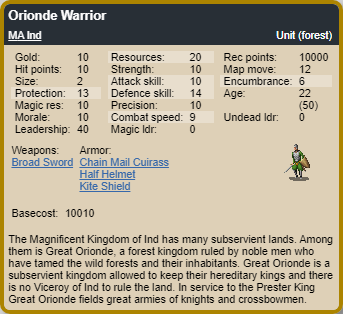 Orionde Warrior
MA Ind Unit (forest)
Gold: 10 Resources: 20 Rec points: 10000
Hit points: 10 Strength: 10 Map move: 12
Size: 2 Attack skill: 10 Encumbrance: 6
Protection: 13 Defence skill: 14 Age: 22
Magic res: 10 Precision: 10 (50)
Morale: 10 Combat speed: 9 Undead ldr: 0
Leadership: 40 Magic ldr: 0
Weapons: Armor:
Broad Sword Chain Mail Cuirass
Half Helmet
Kite Shield
Basecost: 10010
The Magnificent Kingdom of Ind has many subservient lands. Among
them is Great Orionde, a forest kingdom ruled by noble men who
have tamed the wild forests and their inhabitants. Great Orionde is a
subservient kingdom allowed to keep their hereditary kings and there
is no Viceroy of Ind to rule the land. In service to the Prester King
Great Orionde fields great armies of knights and crossbowmen.